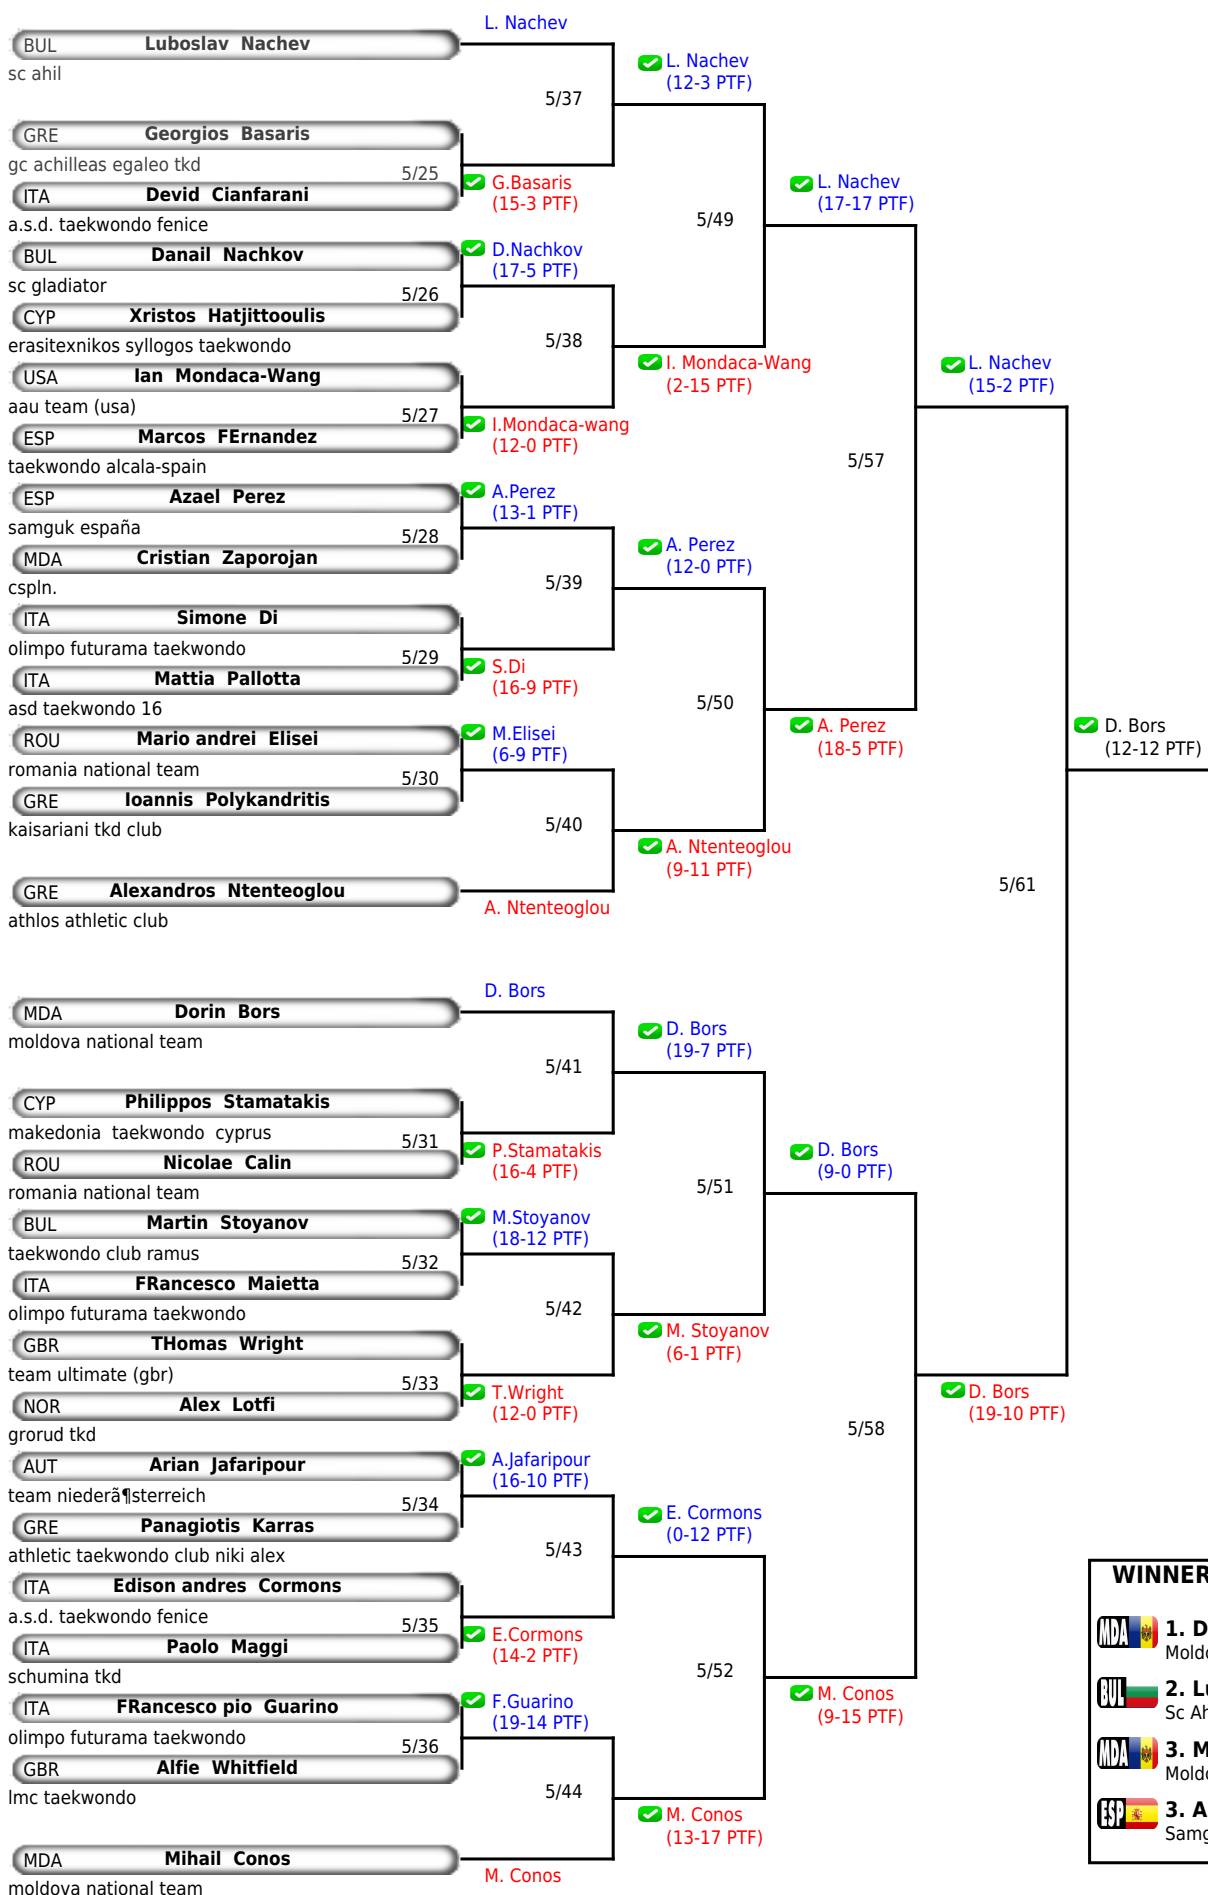 L. Nachev
BUL Luboslav Nachev
sc ahil
L. Nachev
(12-3 PTF)
5/37
GRE Georgios Basaris
gc achilleas egaleo tkd
5/25
G.Basaris
(15-3 PTF)
ITA Devid Cianfarani
a.s.d. taekwondo fenice
L. Nachev
(17-17 PTF)
5/49
BUL Danail Nachkov
sc gladiator
D.Nachkov
(17-5 PTF)
5/26
CYP Xristos Hatjittooulis
erasitexnikos syllogos taekwondo
5/38
I. Mondaca-Wang
(2-15 PTF)
USA Ian Mondaca-Wang
aau team (usa)
5/27
I.Mondaca-wang
(12-0 PTF)
ESP Marcos FErnandez
taekwondo alcala-spain
L. Nachev
(15-2 PTF)
5/57
ESP Azael Perez
samguk españa
A.Perez
(13-1 PTF)
5/28
MDA Cristian Zaporojan
cspln.
A. Perez
(12-0 PTF)
5/39
ITA Simone Di
olimpo futurama taekwondo
5/29
S.Di
(16-9 PTF)
ITA Mattia Pallotta
asd taekwondo 16
5/50
A. Perez
(18-5 PTF)
D. Bors
(12-12 PTF)
ROU Mario andrei Elisei
romania national team
M.Elisei
(6-9 PTF)
5/30
GRE Ioannis Polykandritis
kaisariani tkd club
5/40
A. Ntenteoglou
(9-11 PTF)
GRE Alexandros Ntenteoglou
athlos athletic club
A. Ntenteoglou
5/61
D. Bors
MDA Dorin Bors
moldova national team
D. Bors
(19-7 PTF)
5/41
CYP Philippos Stamatakis
makedonia taekwondo cyprus
5/31
P.Stamatakis
(16-4 PTF)
ROU Nicolae Calin
romania national team
D. Bors
(9-0 PTF)
5/51
BUL Martin Stoyanov
taekwondo club ramus
M.Stoyanov
(18-12 PTF)
5/32
ITA FRancesco Maietta
olimpo futurama taekwondo
5/42
M. Stoyanov
(6-1 PTF)
GBR THomas Wright
team ultimate (gbr)
5/33
T.Wright
(12-0 PTF)
NOR Alex Lotfi
grorud tkd
D. Bors
(19-10 PTF)
5/58
AUT Arian Jafaripour
team niederã¶sterreich
A.Jafaripour
(16-10 PTF)
5/34
GRE Panagiotis Karras
athletic taekwondo club niki alex
E. Cormons
(0-12 PTF)
5/43
ITA Edison andres Cormons
a.s.d. taekwondo fenice
5/35
E.Cormons
(14-2 PTF)
ITA Paolo Maggi
schumina tkd
5/52
M. Conos
(9-15 PTF)
ITA FRancesco pio Guarino
olimpo futurama taekwondo
F.Guarino
(19-14 PTF)
5/36
GBR Alfie Whitfield
lmc taekwondo
5/44
M. Conos
(13-17 PTF)
MDA Mihail Conos
moldova national team
M. Conos
WINNER
MDA 1. D
Moldo
BUL 2. Lu
Sc Ah
MDA 3. M
Moldo
ESP 3. A
Samg